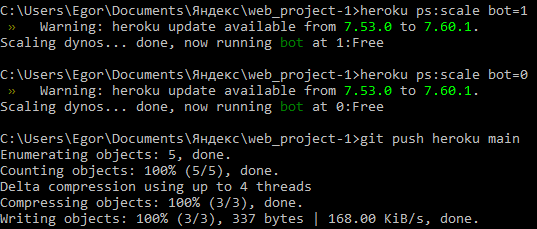 C:\Users\Egor\Documents\Яндекс\web_project-1>heroku ps:scale bot=1
» Warning: heroku update available from 7.53.0 to 7.60.1.
Scaling dynos... done, now running bot at 1:Free
C:\Users\Egor\Documents\Яндекс\web_project-1>heroku ps:scale bot=0
» Warning: heroku update available from 7.53.0 to 7.60.1.
Scaling dynos... done, now running bot at 0:Free
C:\Users\Egor\Documents\Яндекс\web_project-1>git push heroku main
Enumerating objects: 5, done.
Counting objects: 100% (5/5), done.
Delta compression using up to 4 threads
Compressing objects: 100% (3/3), done.
Writing objects: 100% (3/3), 337 bytes | 168.00 KiB/s, done.